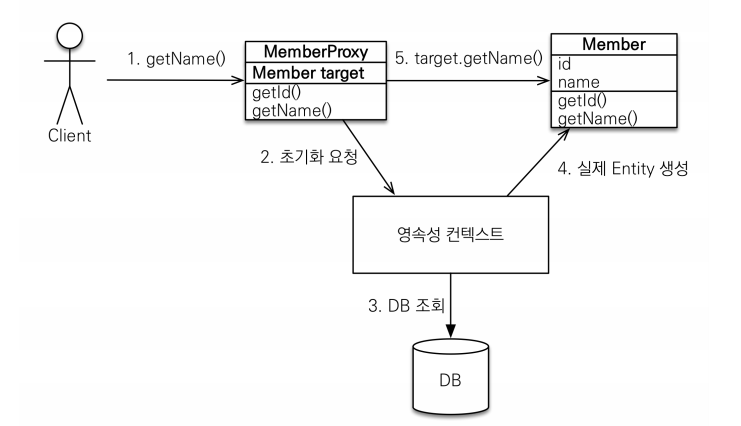 1. getName()
MemberProxy
Member target
getId()
getName()
5. target.getName()
Member
id
name
getId()
getName()
Client
2. 초기화 요청
4. 실제 Entity 생성
영속성 컨텍스트
3. DB 조회
DB